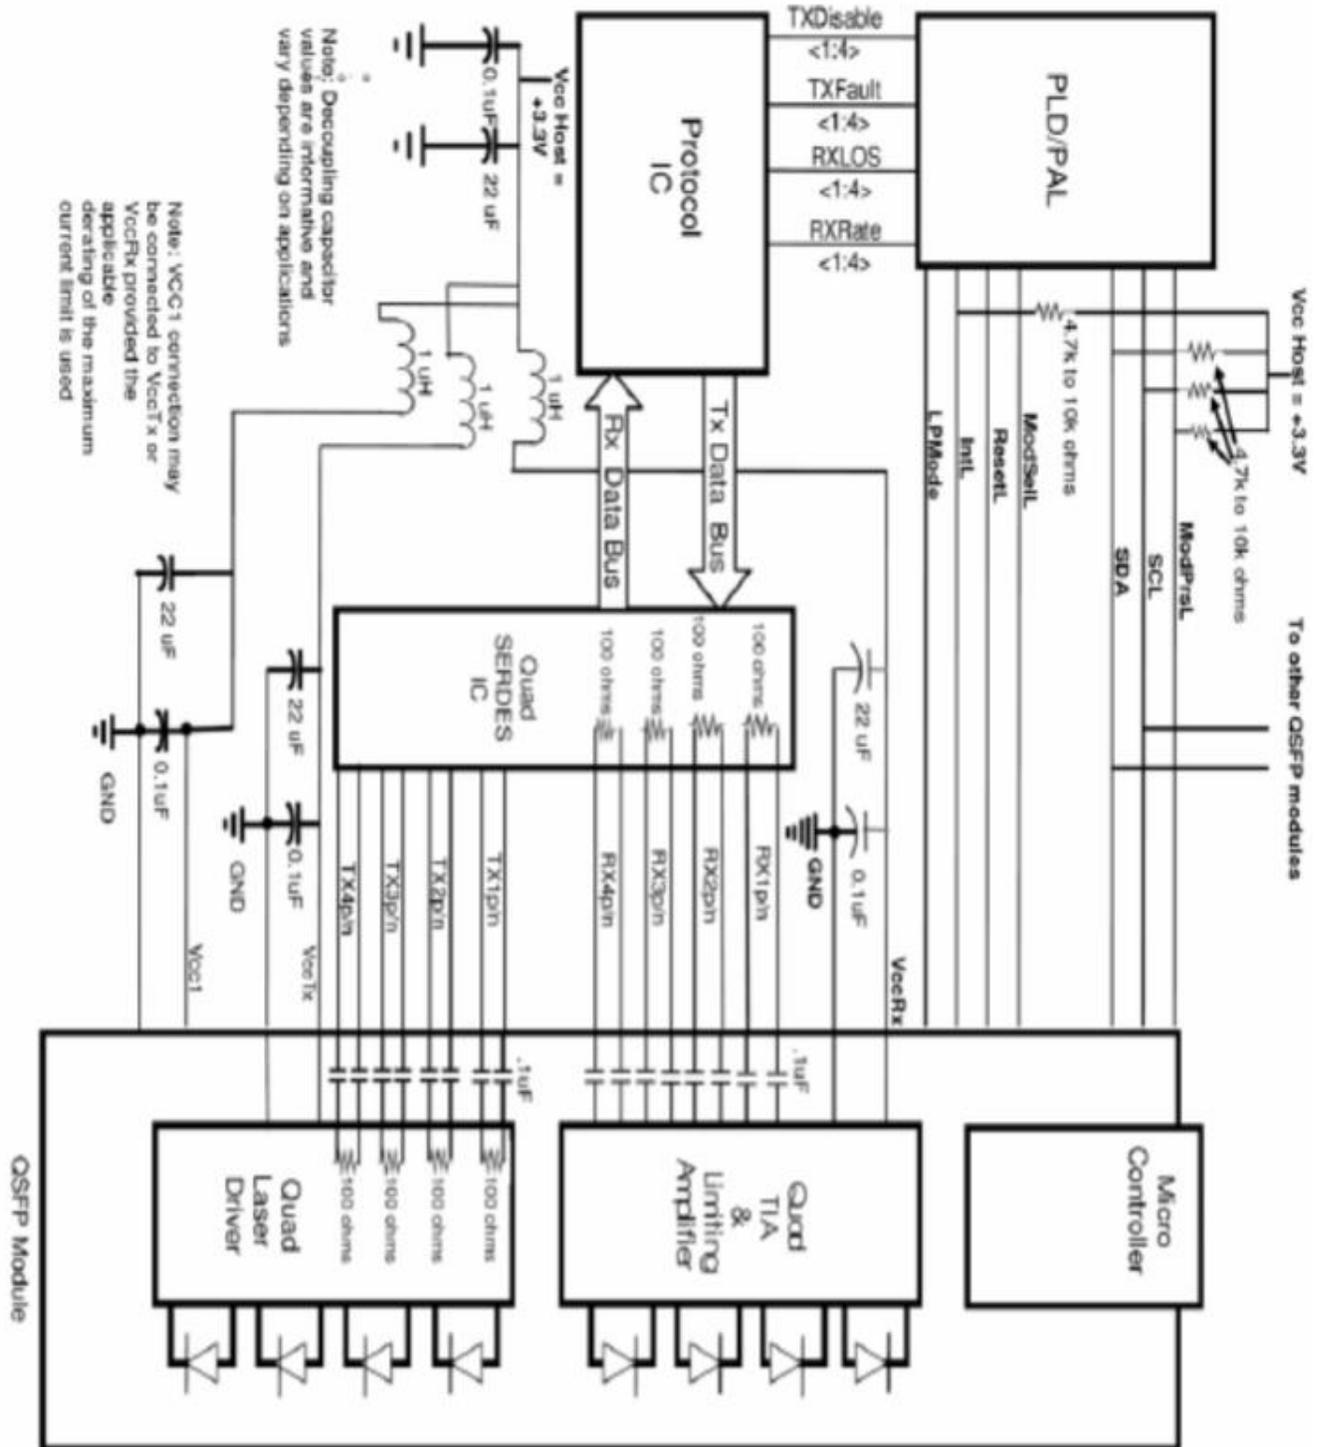 TXDisable
<1:4>
TXFault
<1:4>
RXLOS
<1:4>
RXRate
<1:4>
PLD/PAL
Protocol
IC
Vcc Host =
+3.3V
0.1uF
22 uF
Note: Decoupling capacitor
values are informative and
vary depending on applications
Note: VCC1 connection may
be connected to VccTx or
VccRx provided the
applicable
derating of the maximum
current limit is used
1 uH
1 uH
1 uH
Rx Data Bus
Tx Data Bus
LPMode
IntL
ResetL
ModSelL
4.7k to 10k ohms
SDA
SCL
ModPrsL
4.7k to 10k ohms
Vcc Host = +3.3V
To other QSFP modules
Quad
SERDES
IC
100 ohms
100 ohms
100 ohms
100 ohms
22 uF
0.1uF
GND
22 uF
0.1uF
GND
22 uF
0.1uF
GND
Vcc1
VccTx
TX4p/n
TX3p/n
TX2p/n
TX1p/n
RX4p/n
RX3p/n
RX2p/n
RX1p/n
VccRx
.1uF
.1uF
100 ohms
100 ohms
100 ohms
100 ohms
Quad
Laser
Driver
Quad
TIA
&
Limiting
Amplifier
Micro
Controller
QSFP Module